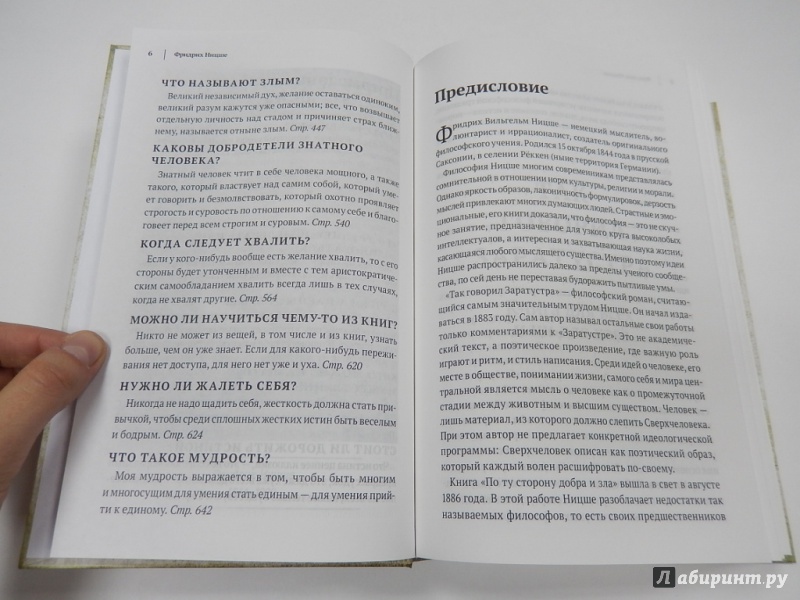 6 | Фридрих Ницше
ЧТО НАЗЫВАЮТ ЗЛЫМ?
Великий независимый дух, желание оставаться одиноким,
великий разум кажутся уже опасными; все, что возвышает
отдельную личность над стадом и причиняет страх ближ-
нему, называется отныне злым. Стр. 447
КАКОВЫ ДОБРОДЕТЕЛИ ЗНАТНОГО
ЧЕЛОВЕКА?
Знатный человек чтит в себе человека мощного, а также
такого, который властвует над самим собой, который уме-
ет говорить и безмолвствовать, который охотно проявляет
строгость и суровость по отношению к самому себе и благо-
говеет перед всем строгим и суровым. Стр. 540
КОГДА СЛЕДУЕТ ХВАЛИТЬ?
Если у кого-нибудь вообще есть желание хвалить, то с его
стороны будет утонченным и вместе с тем аристократиче-
ским самообладанием хвалить всегда лишь в тех случаях,
когда не хвалят другие. Стр. 564
МОЖНО ЛИ НАУЧИТЬСЯ ЧЕМУ-ТО ИЗ КНИГ?
Никто не может из вещей, в том числе и из книг, узнать
больше, чем он уже знает. Если для какого-нибудь пережи-
вания нет доступа, для него нет уже и уха. Стр. 620
НУЖНО ЛИ ЖАЛЕТЬ СЕБЯ?
Никогда не надо щадить себя, жесткость должна стать при-
вычкой, чтобы среди сплошных жестких истин быть веселым
и бодрым. Стр. 624
ЧТО ТАКОЕ МУДРОСТЬ?
Моя мудрость выражается в том, чтобы быть многим
и многосущим для умения стать единым — для умения прий-
ти к единому. Стр. 642
Предисловие
Фридрих Вильгельм Ницше — немецкий мыслитель, во-
люнтарист и иррационалист, создатель оригинального
философского учения. Родился 15 октября 1844 года в прусской
Саксонии, в селении Рёккен (ныне территория Германии).
Философия Ницше многим современникам представлялась
сомнительной в отношении норм культуры, религии и морали.
Однако яркость образов, лаконичность формулировок, дерзость
мыслей привлекают многих думающих людей. Страстные и эмо-
циональные, его книги доказали, что философия — это не скуч-
ное занятие, предназначенное для узкого круга высоколобых
интеллектуалов, а интересная и захватывающая наука жизни,
касающаяся любого мыслящего существа. Именно поэтому идеи
Ницше распространились далеко за пределы ученого сообще-
ства, по сей день не переставая будоражить пытливые умы.
«Так говорил Заратустра» — философский роман, считаю-
щийся самым значительным трудом Ницше. Он начал изда-
ваться в 1883 году. Сам автор называл остальные свои работы
только комментариями к «Заратустре». Это не академиче-
ский текст, а поэтическое произведение, где важную роль
играют и ритм, и стиль написания. Среди идей о человеке, его
месте в обществе, понимании жизни, самого себя и мира цен-
тральной является мысль о человеке как о промежуточной
стадии между животным и высшим существом. Человек —
лишь материал, из которого должно слепить Сверхчеловека.
При этом автор не предлагает конкретной идеологической
программы: Сверхчеловек описан как поэтический образ,
который каждый волен расшифровать по-своему.
Книга «По ту сторону добра и зла» вышла в свет в августе
1886 года. В этой работе Ницше разоблачает недостатки так
называемых философов, то есть своих предшественников
Лабиринт.ру